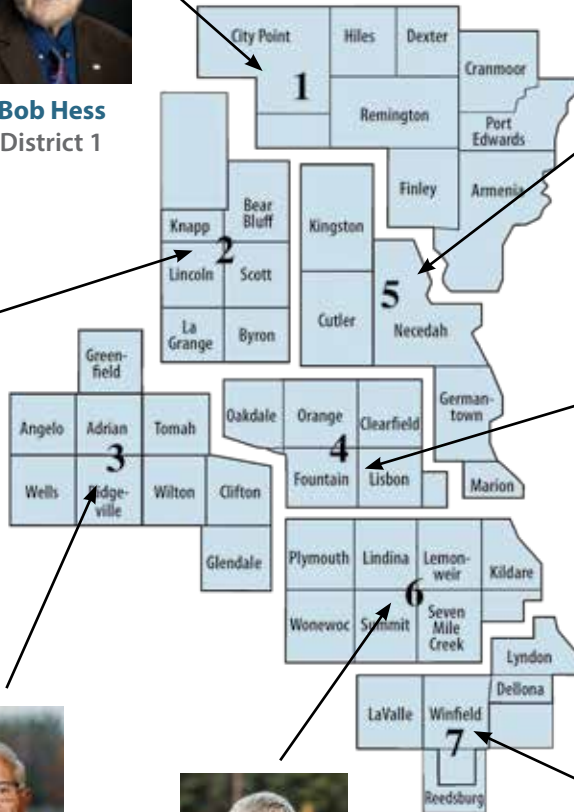 Bob Hess
District 1
City Point
Hiles
Dexter
Cranmoor
1
Remington
Port
Edwards
Finley
Armenia
Knapp
Bear
Bluff
2
Lincoln
Scott
La
Grange
Byron
Kingston
5
Cutler
Necedah
Green-
field
Angelo
Adrian
Tomah
3
Wells
Ridge-
ville
Wilton
Clifton
Glendale
Oakdale
Orange
Clearfield
4
Fountain
Lisbon
German-
town
Marion
Plymouth
Lindina
Lemon-
weir
Kildare
6
Wonewoc
Summit
Seven
Mile
Creek
Lyndon
Dellona
LaValle
Winfield
7
Reedsburg